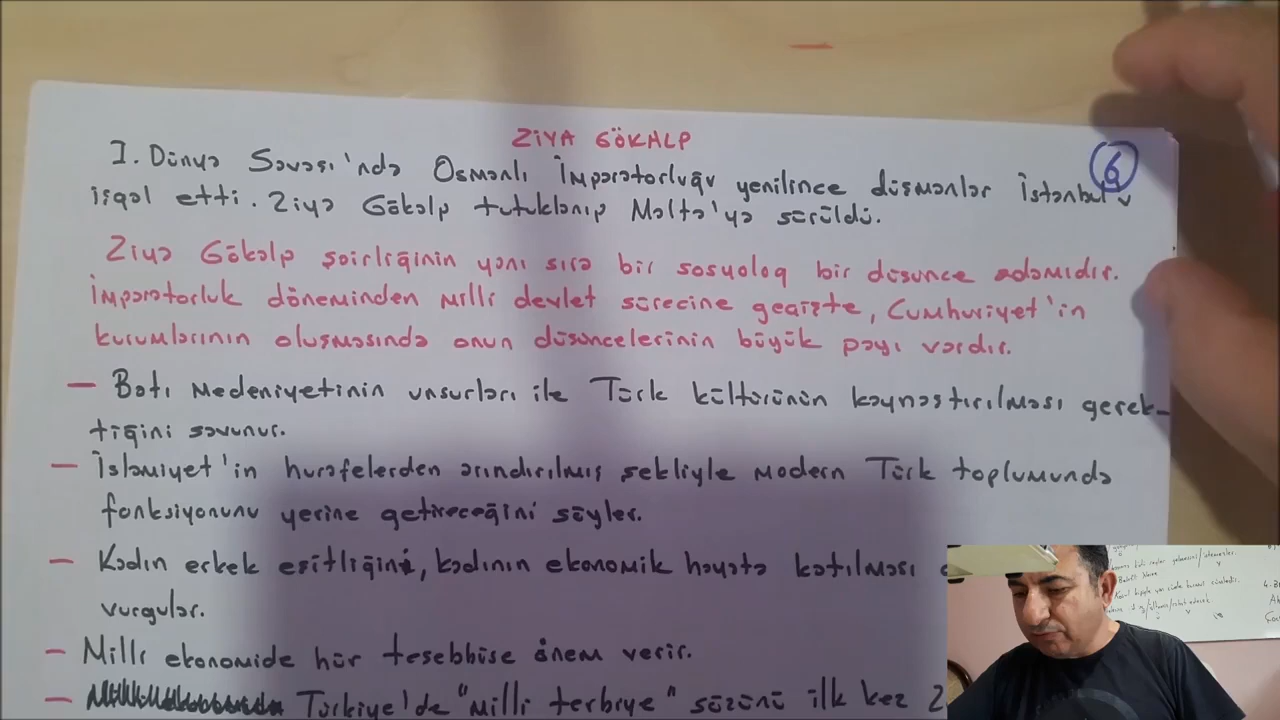 ZİYA GÖKALP
6
I. Dünya Savaşı'nda Osmanlı İmparatorluğu yenilince düşmanlar İstanbul'u
işgal etti. Ziya Gökalp tutuklanıp Malta'ya sürüldü.
Ziya Gökalp şairliğinin yanı sıra bir sosyolog bir düşünce adamıdır.
İmparatorluk döneminden milli devlet sürecine geçişte, Cumhuriyet'in
kurumlarının oluşmasında onun düşüncelerinin büyük payı vardır.
— Batı medeniyetinin unsurları ile Türk kültürünün kaynaştırılması gerek-
tiğini savunur.
— İslamiyet'in hurafelerden arındırılmış şekliyle modern Türk toplumunda
fonksiyonunu yerine getireceğini söyler.
— Kadın erkek eşitliğini, kadının ekonomik hayata katılması
vurgular.
— Milli ekonomide hür teşebbüse önem verir.
— Türkiye'de "milli terbiye" sözünü ilk kez